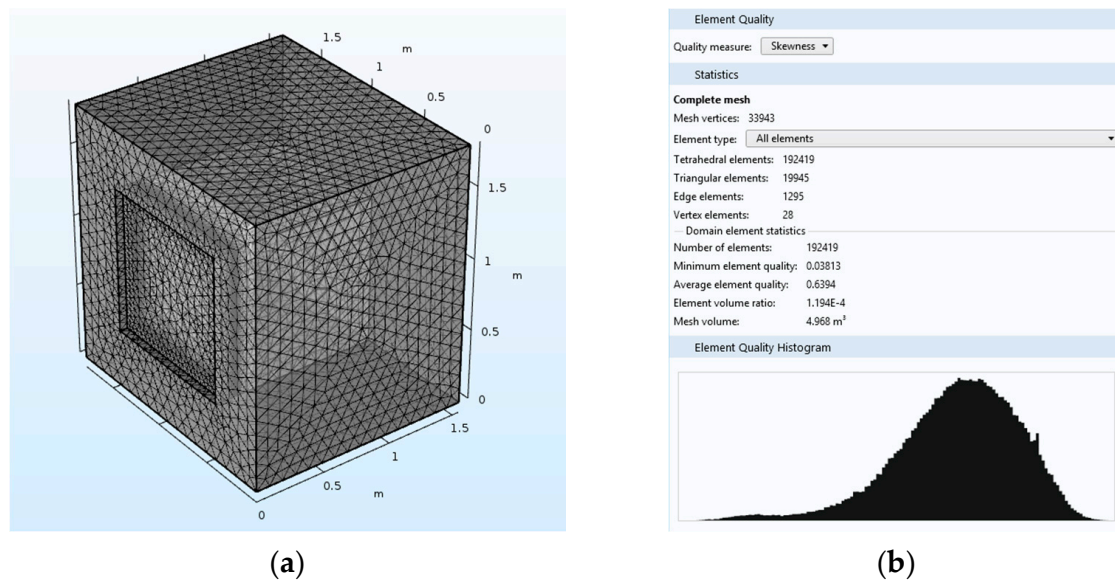 1.5
m
1
0.5
0
1.5
1
m
0.5
0
1.5
1
0.5
m
0
(a)
Element Quality
Quality measure: Skewness
Statistics
Complete mesh
Mesh vertices: 33943
Element type: All elements
Tetrahedral elements: 192419
Triangular elements: 19945
Edge elements: 1295
Vertex elements: 28
Domain element statistics
Number of elements: 192419
Minimum element quality: 0.03813
Average element quality: 0.6394
Element volume ratio: 1.194E-4
Mesh volume: 4.968 m³
Element Quality Histogram
(b)